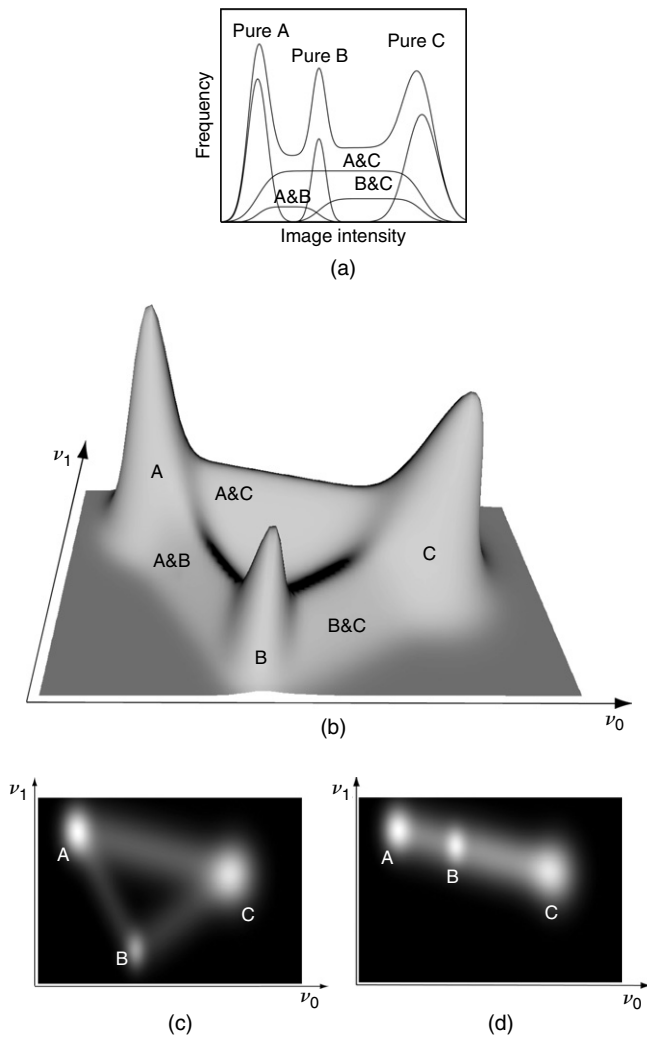 Pure A
Pure B
Pure C
Frequency
A&C
B&C
A&B
Image intensity
(a)
ν1
A
A&C
A&B
C
B&C
B
ν0
(b)
ν1
A
B
C
ν0
(c)
ν1
A
B
C
ν0
(d)